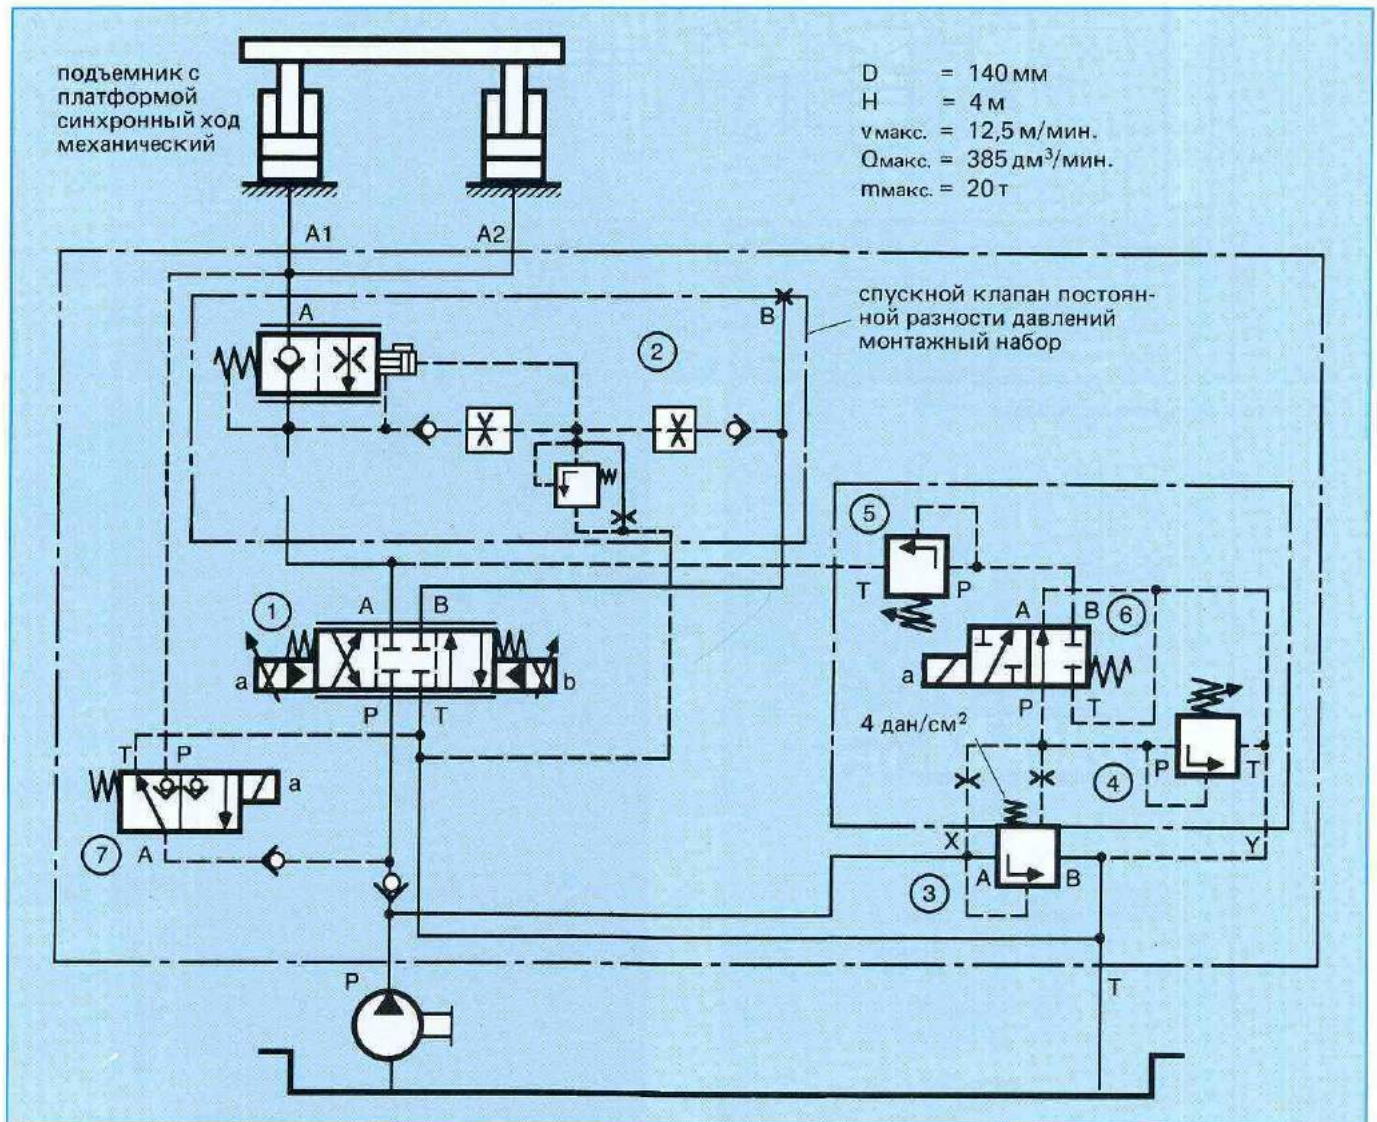 подъемник с
платформой
синхронный ход
механический
D = 140 мм
H = 4 м
vмакс. = 12,5 м/мин.
Qмакс. = 385 дм³/мин.
mмакс. = 20 т
A1
A2
A
B
спускной клапан постоян-
ной разности давлений
монтажный набор
2
5
T
P
1
A
B
A
B
6
a
b
a
P
T
P
T
4 дан/см²
T
P
a
4
P
T
7
A
X
Y
3
A
B
P
T